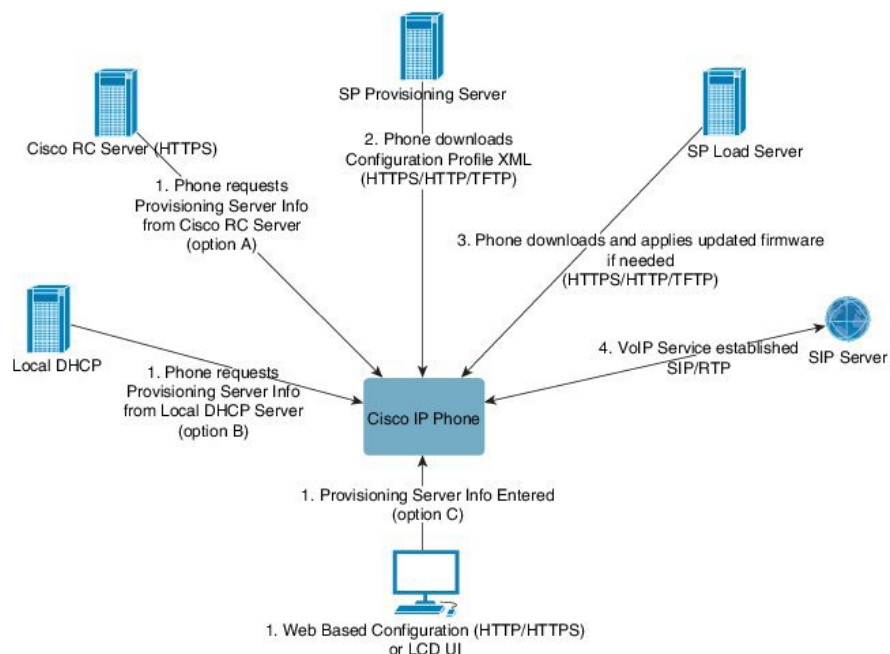 SP Provisioning Server
Cisco RC Server (HTTPS)
SP Load Server
2. Phone downloads
Configuration Profile XML
(HTTPS/HTTP/TFTP)
1. Phone requests
Provisioning Server Info
from Cisco RC Server
(option A)
3. Phone downloads and applies updated firmware
if needed
(HTTPS/HTTP/TFTP)
Local DHCP
1. Phone requests
Provisioning Server Info
from Local DHCP Server
(option B)
4. VoIP Service established
SIP/RTP
SIP Server
Cisco IP Phone
1. Provisioning Server Info Entered
(option C)
1. Web Based Configuration (HTTP/HTTPS)
or LCD UI